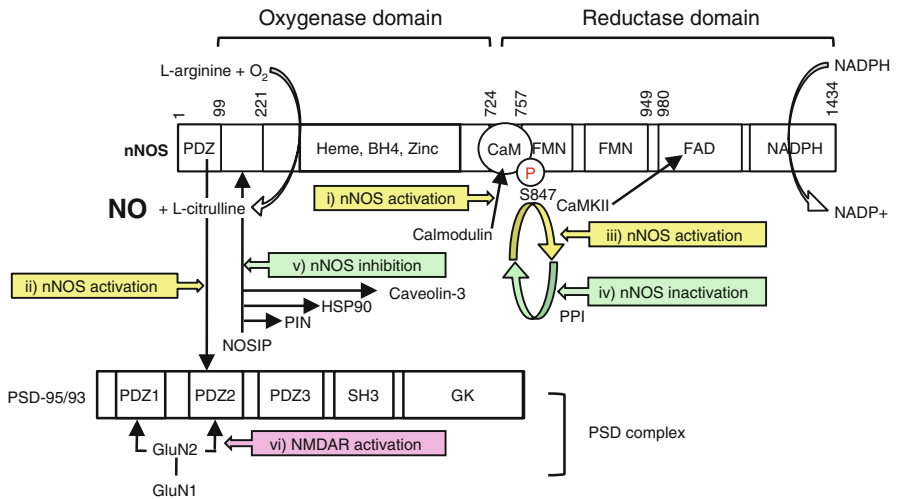 Oxygenase domain
Reductase domain
L-arginine + O2
NADPH
1
99
221
724
757
949
980
1434
nNOS
PDZ
Heme, BH4, Zinc
CaM
FMN
FMN
FAD
NADPH
P
S847
NO + L-citrulline
i) nNOS activation
CaMKII
NADP+
Calmodulin
iii) nNOS activation
v) nNOS inhibition
ii) nNOS activation
Caveolin-3
iv) nNOS inactivation
HSP90
PIN
PPI
NOSIP
PSD-95/93
PDZ1
PDZ2
PDZ3
SH3
GK
GluN2
vi) NMDAR activation
PSD complex
GluN1